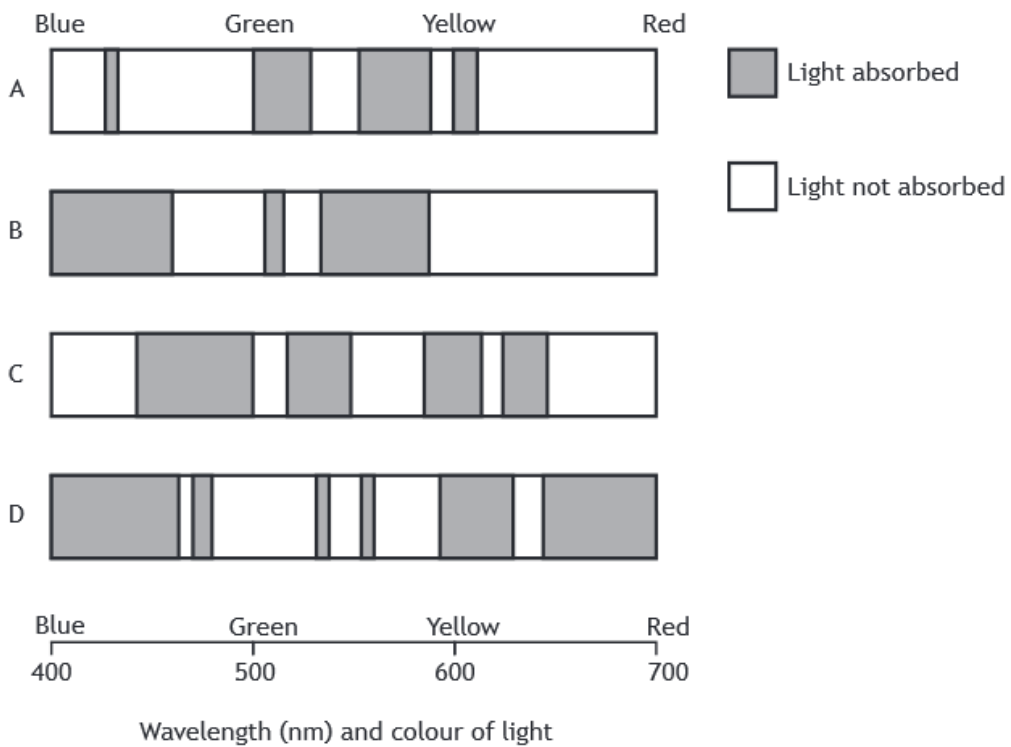 Blue Green Yellow Red
A
Light absorbed
Light not absorbed
B
C
D
Blue Green Yellow Red
400 500 600 700
Wavelength (nm) and colour of light